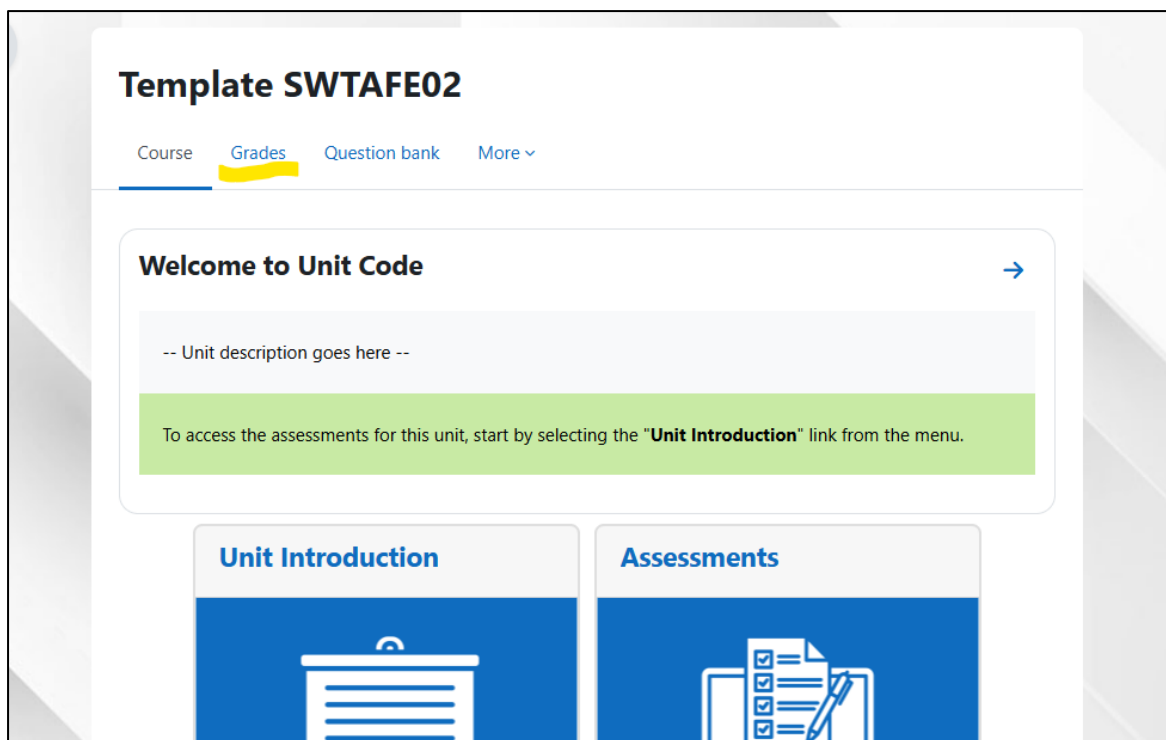 Template SWTAFE02
Course Grades Question bank More
Welcome to Unit Code
-- Unit description goes here --
To access the assessments for this unit, start by selecting the "Unit Introduction" link from the menu.
Unit Introduction
Assessments